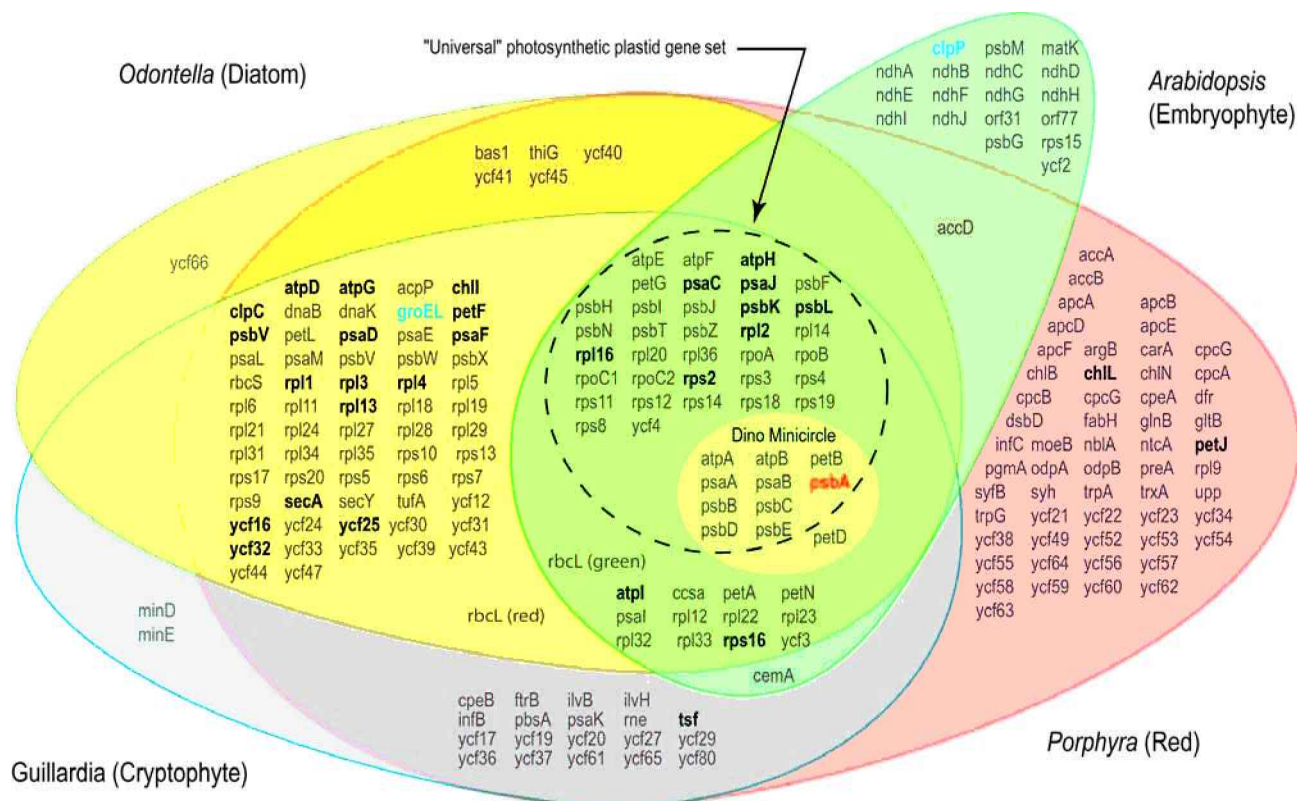 "Universal" photosynthetic plastid gene set
Odontella (Diatom)
Arabidopsis
(Embryophyte)
clpP psbM matK
ndhA ndhB ndhC ndhD
ndhE ndhF ndhG ndhH
ndhI ndhJ orf31 orf77
psbG rps15
ycf2
bas1 thiG ycf40
ycf41 ycf45
ycf66
accD
atpD atpG acpP chlI
clpC dnaB dnaK groEL petF
psbV petL psaD psaE psaF
psaL psaM psbV psbW psbX
rbcS rpl1 rpl3 rpl4 rpl5
rpl6 rpl11 rpl13 rpl18 rpl19
rpl21 rpl24 rpl27 rpl28 rpl29
rpl31 rpl34 rpl35 rps10 rps13
rps17 rps20 rps5 rps6 rps7
rps9 secA secY tufA ycf12
ycf16 ycf24 ycf25 ycf30 ycf31
ycf32 ycf33 ycf35 ycf39 ycf43
ycf44 ycf47
atpE atpF atpH
petG psaC psaJ psbF
psbH psbI psbJ psbK psbL
psbN psbT psbZ rpl2 rpl14
rpl16 rpl20 rpl36 rpoA rpoB
rpoC1 rpoC2 rps2 rps3 rps4
rps11 rps12 rps14 rps18 rps19
rps8 ycf4
Dino Minicircle
atpA atpB petB
psaA psaB psbA
psbB psbC
psbD psbE petD
rbcL (green)
rbcL (red)
atpI ccsa petA petN
psaI rpl12 rpl22 rpl23
rpl32 rpl33 rps16 ycf3
cemA
accA
accB
apcA apcB
apcD apcE
apcF argB carA cpcG
chlB chlL chlN cpcA
cpcB cpcG cpeA dfr
dsbD fabH glnB gltB
infC moeB nblA ntcA petJ
pgmA odpA odpB preA rpl9
syfB syh trpA trxA upp
trpG ycf21 ycf22 ycf23 ycf34
ycf38 ycf49 ycf52 ycf53 ycf54
ycf55 ycf64 ycf56 ycf57
ycf58 ycf59 ycf60 ycf62
ycf63
minD
minE
cpeB ftrB ilvB ilvH
infB pbsA psaK rne tsf
ycf17 ycf19 ycf20 ycf27 ycf29
ycf36 ycf37 ycf61 ycf65 ycf80
Guillardia (Cryptophyte)
Porphyra (Red)